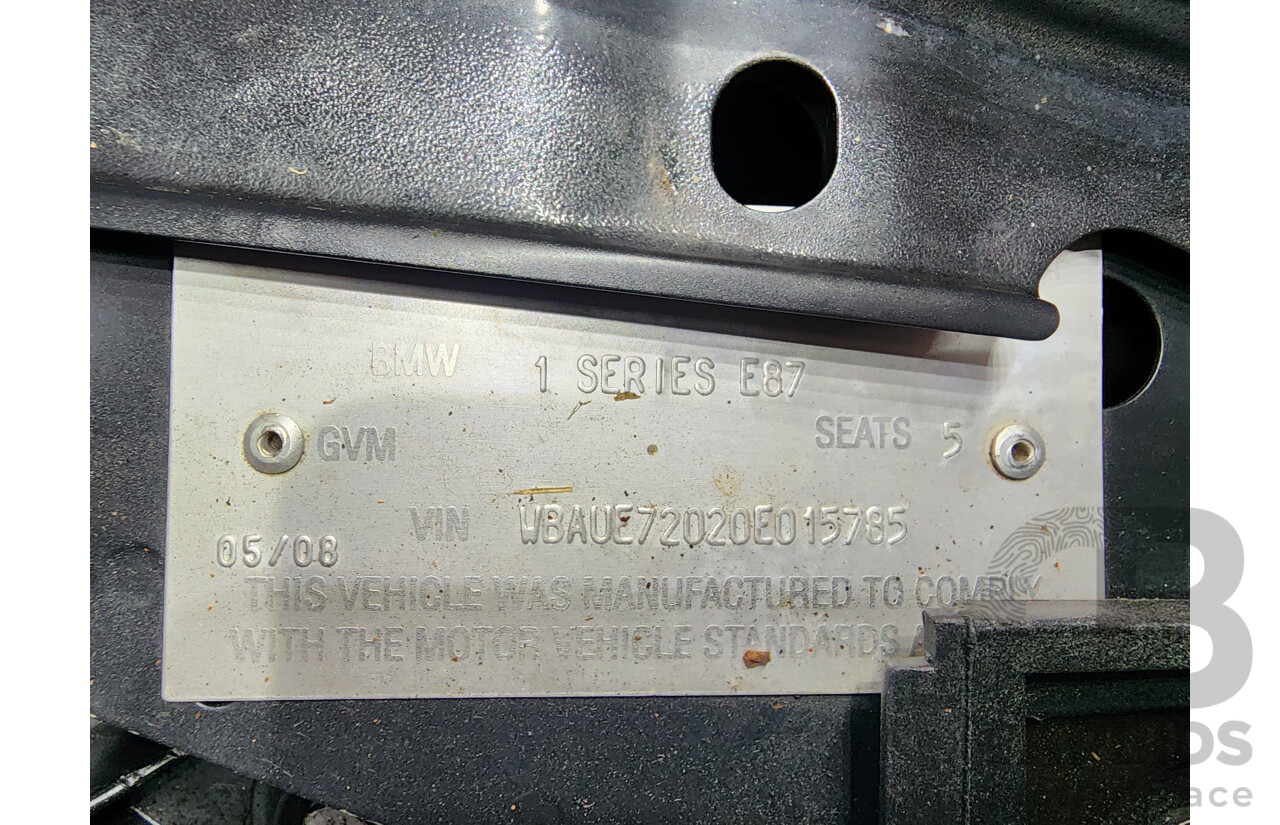 BMW 1 SERIES E87
GVM SEATS 5
VIN WBAUE72020E015785
05/08
THIS VEHICLE WAS MANUFACTURED TO COMPLY
WITH THE MOTOR VEHICLE STANDARDS